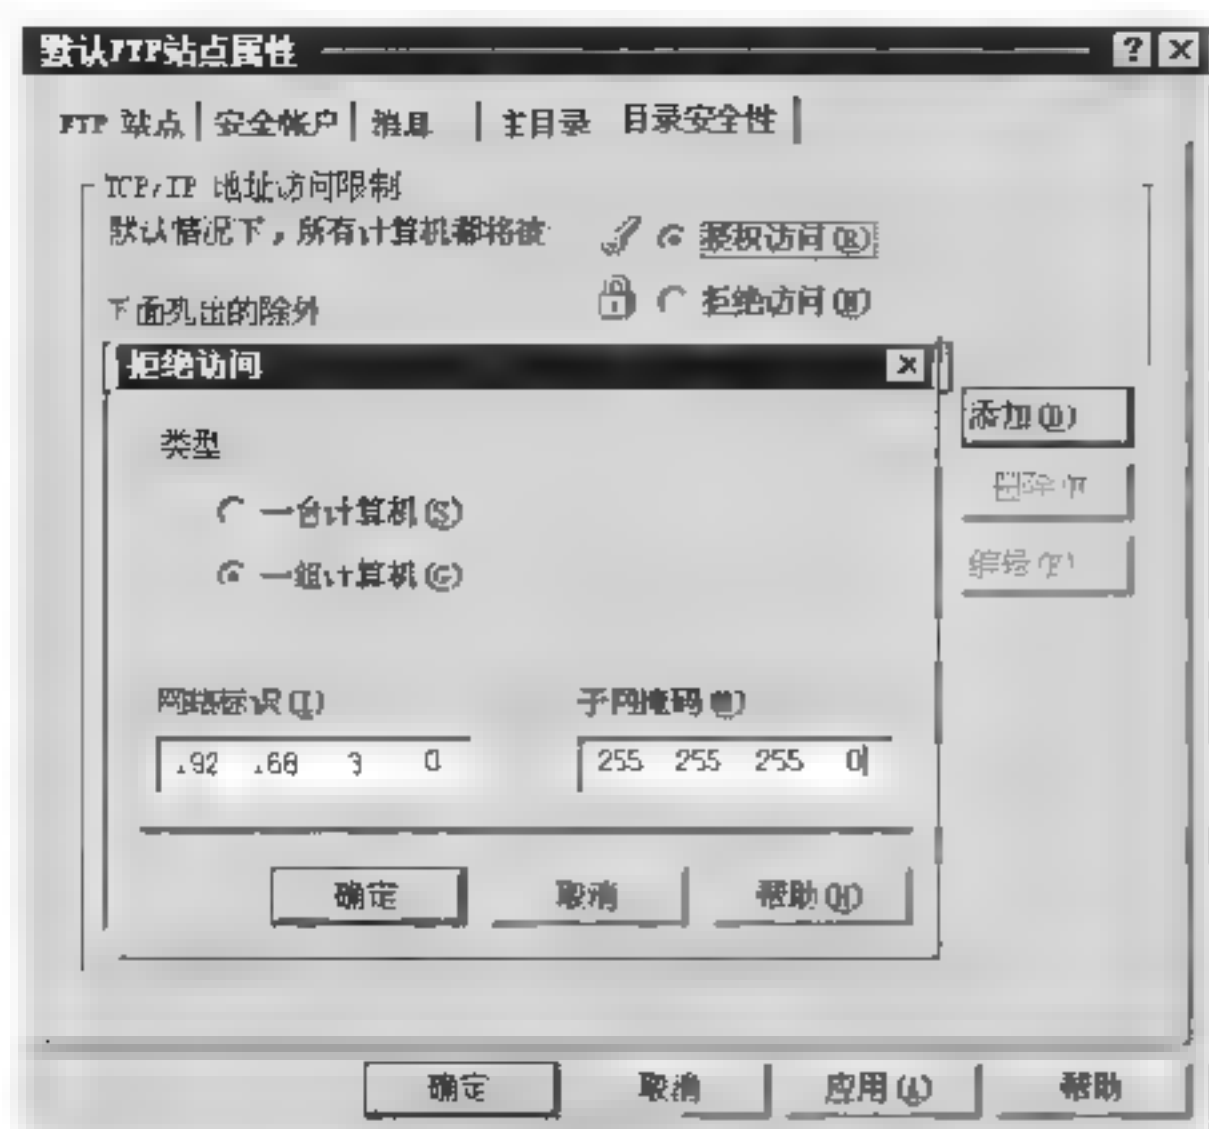 默认FTP站点属性
FTP 站点 安全帐户 消息 主目录 目录安全性
TCP/IP 地址访问限制
默认情况下，所有计算机都将被 授权访问(R)
拒绝访问(N)
下面列出的除外
拒绝访问
添加(D)
类型
删除
一台计算机(S)
编辑
一组计算机(G)
网络标识(I) 子网掩码(M)
192 168 3 0 255 255 255 0
确定 取消 帮助(H)
确定 取消 应用(A) 帮助